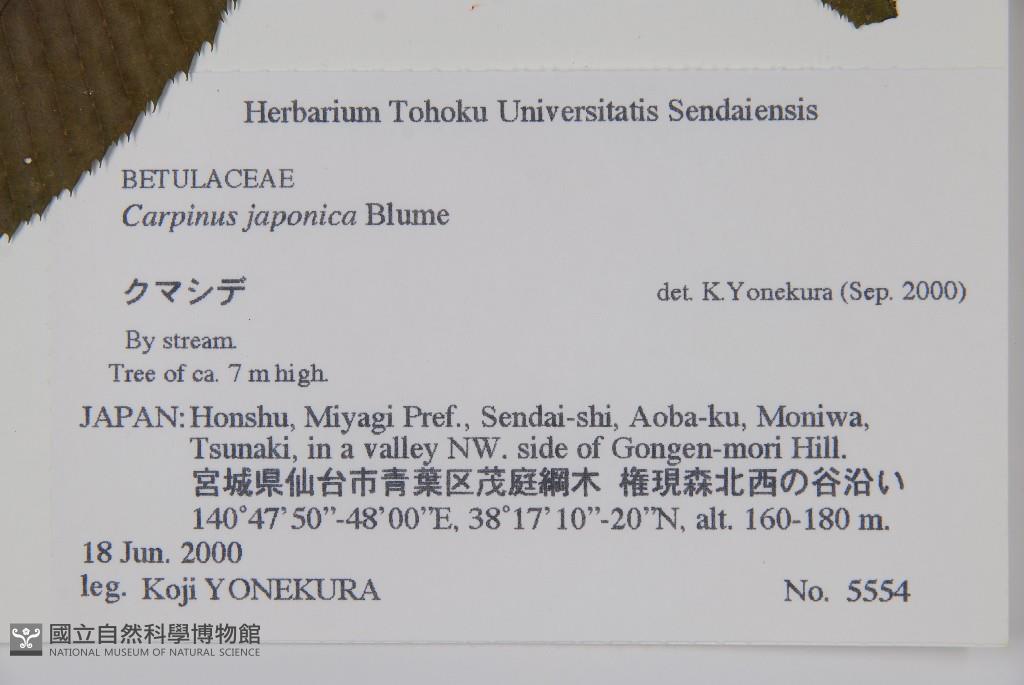 Herbarium Tohoku Universitatis Sendaiensis
BETULACEAE
Carpinus japonica Blume
クマシデ
det. K.Yonekura (Sep. 2000)
By stream.
Tree of ca. 7 m high.
JAPAN: Honshu, Miyagi Pref., Sendai-shi, Aoba-ku, Moniwa,
Tsunaki, in a valley NW. side of Gongen-mori Hill.
宮城県仙台市青葉区茂庭綱木 権現森北西の谷沿い
140°47’50”-48’00”E, 38°17’10”-20”N, alt. 160-180 m.
18 Jun. 2000
leg. Koji YONEKURA
No. 5554
國立自然科學博物館
NATIONAL MUSEUM OF NATURAL SCIENCE